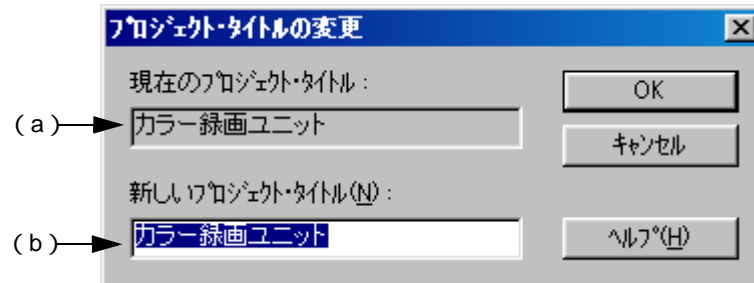 ﾌﾟﾛｼﾞｪｸﾄ･ﾀｲﾄﾙの変更
現在のﾌﾟﾛｼﾞｪｸﾄ･ﾀｲﾄﾙ：
OK
(a)
カラー録画ユニット
ｷｬﾝｾﾙ
新しいﾌﾟﾛｼﾞｪｸﾄ･ﾀｲﾄﾙ(N)：
(b)
カラー録画ユニット
ﾍﾙﾌﾟ(H)